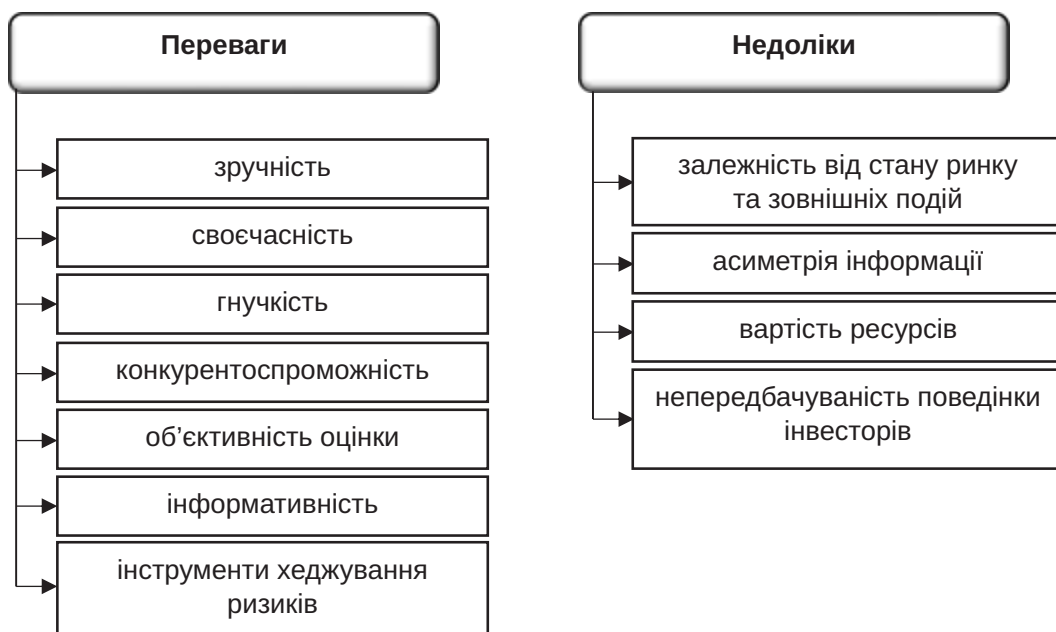 Переваги
зручність
своєчасність
гнучкість
конкурентоспроможність
об’єктивність оцінки
інформативність
інструменти хеджування
ризиків
Недоліки
залежність від стану ринку
та зовнішніх подій
асиметрія інформації
вартість ресурсів
непередбачуваність поведінки
інвесторів